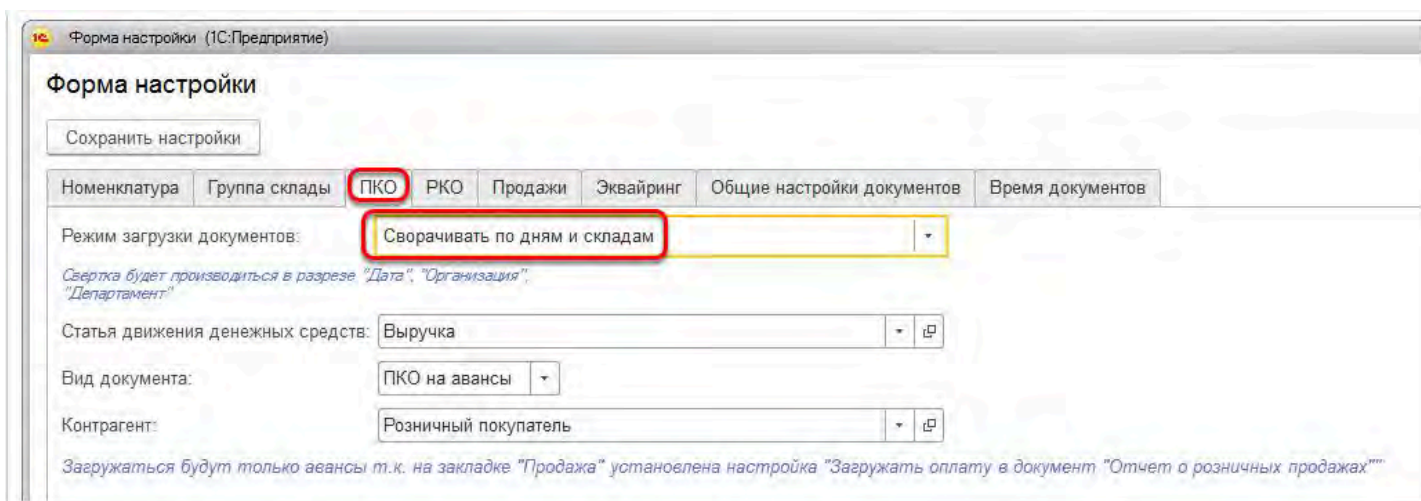 1С Форма настройки (1С:Предприятие)
Форма настройки
Сохранить настройки
Номенклатура Группа склады ПКО РКО Продажи Эквайринг Общие настройки документов Время документов
Режим загрузки документов: Сворачивать по дням и складам
Свертка будет производиться в разрезе "Дата", "Организация",
"Департамент"
Статья движения денежных средств: Выручка
Вид документа: ПКО на авансы
Контрагент: Розничный покупатель
Загружаться будут только авансы т.к. на закладке "Продажа" установлена настройка "Загружать оплату в документ "Отчет о розничных продажах""